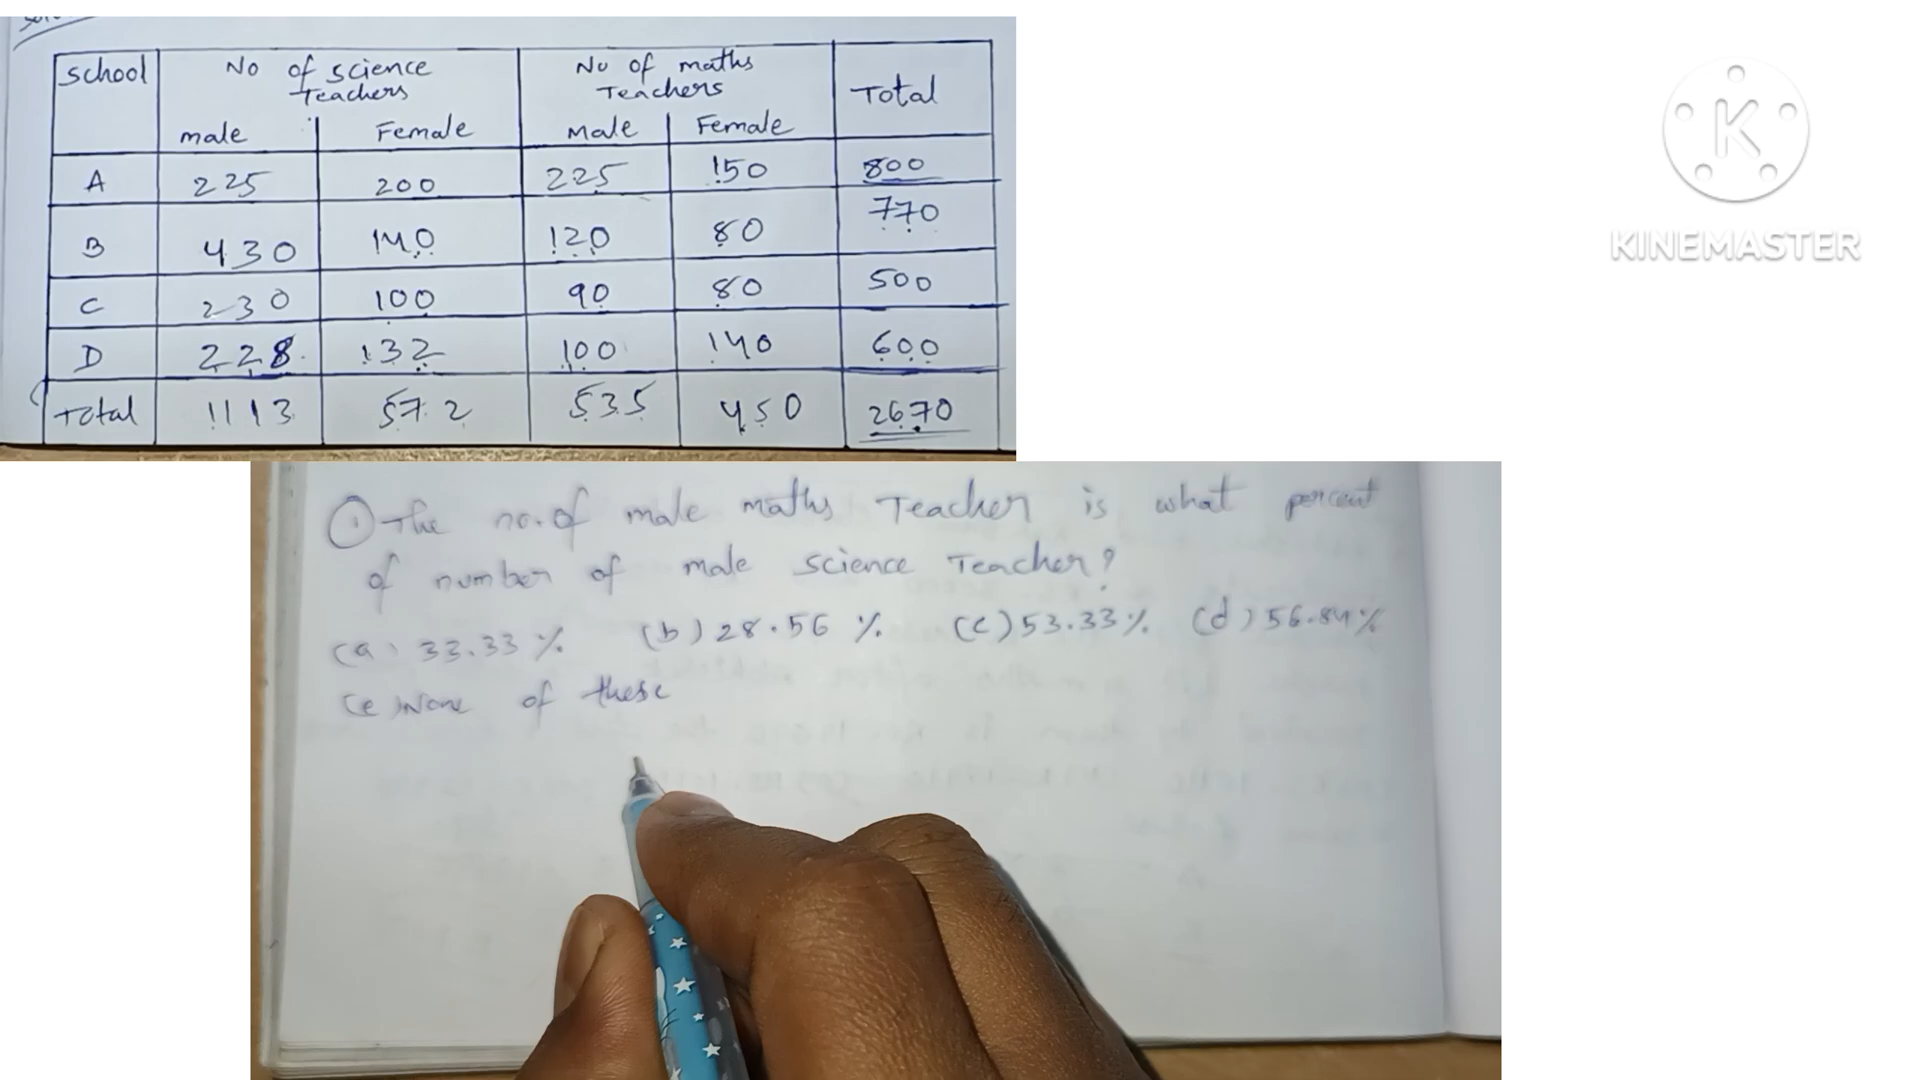 School No of science Teachers No of maths Teachers Total
male Female Male Female
A 225 200 225 150 800
B 430 140 120 80 770
C 230 100 90 80 500
D 228 132 100 140 600
Total 1113 572 535 450 2670
K
KINEMASTER
① The no. of male maths Teacher is what percent
of number of male science Teacher?
(a) 33.33 % (b) 28.56 % (c) 53.33 % (d) 56.84 %
(e) None of these